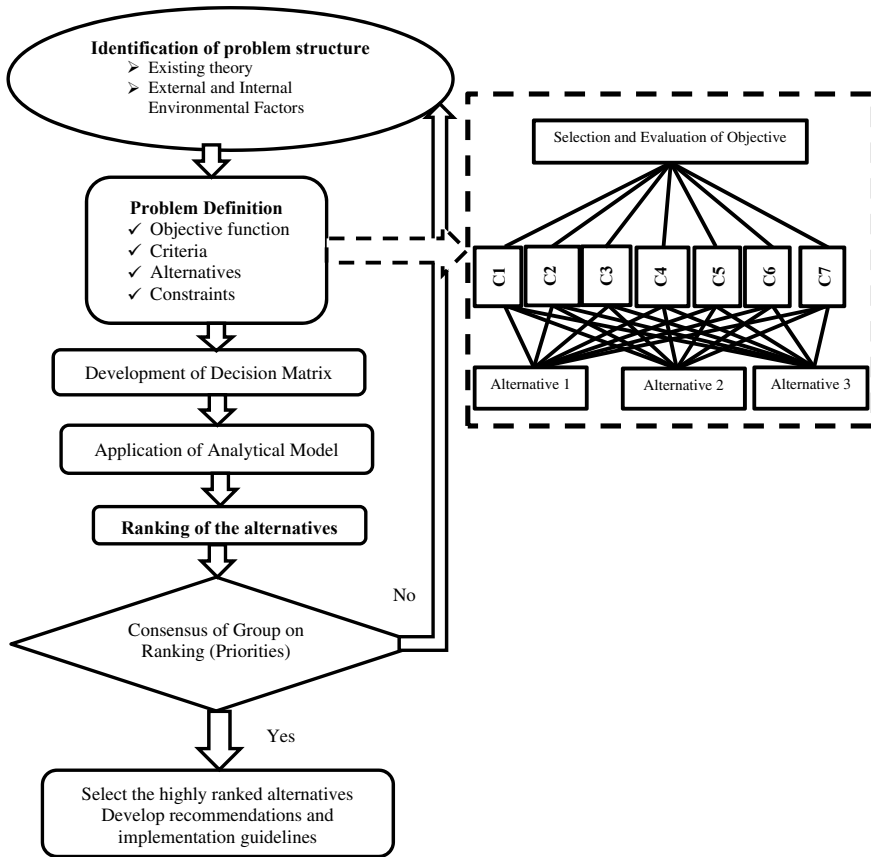 Identification of problem structure
➢ Existing theory
➢ External and Internal
Environmental Factors
Problem Definition
✓ Objective function
✓ Criteria
✓ Alternatives
✓ Constraints
Development of Decision Matrix
Application of Analytical Model
Ranking of the alternatives
Consensus of Group on
Ranking (Priorities)
No
Yes
Select the highly ranked alternatives
Develop recommendations and
implementation guidelines
Selection and Evaluation of Objective
C1
C2
C3
C4
C5
C6
C7
Alternative 1
Alternative 2
Alternative 3